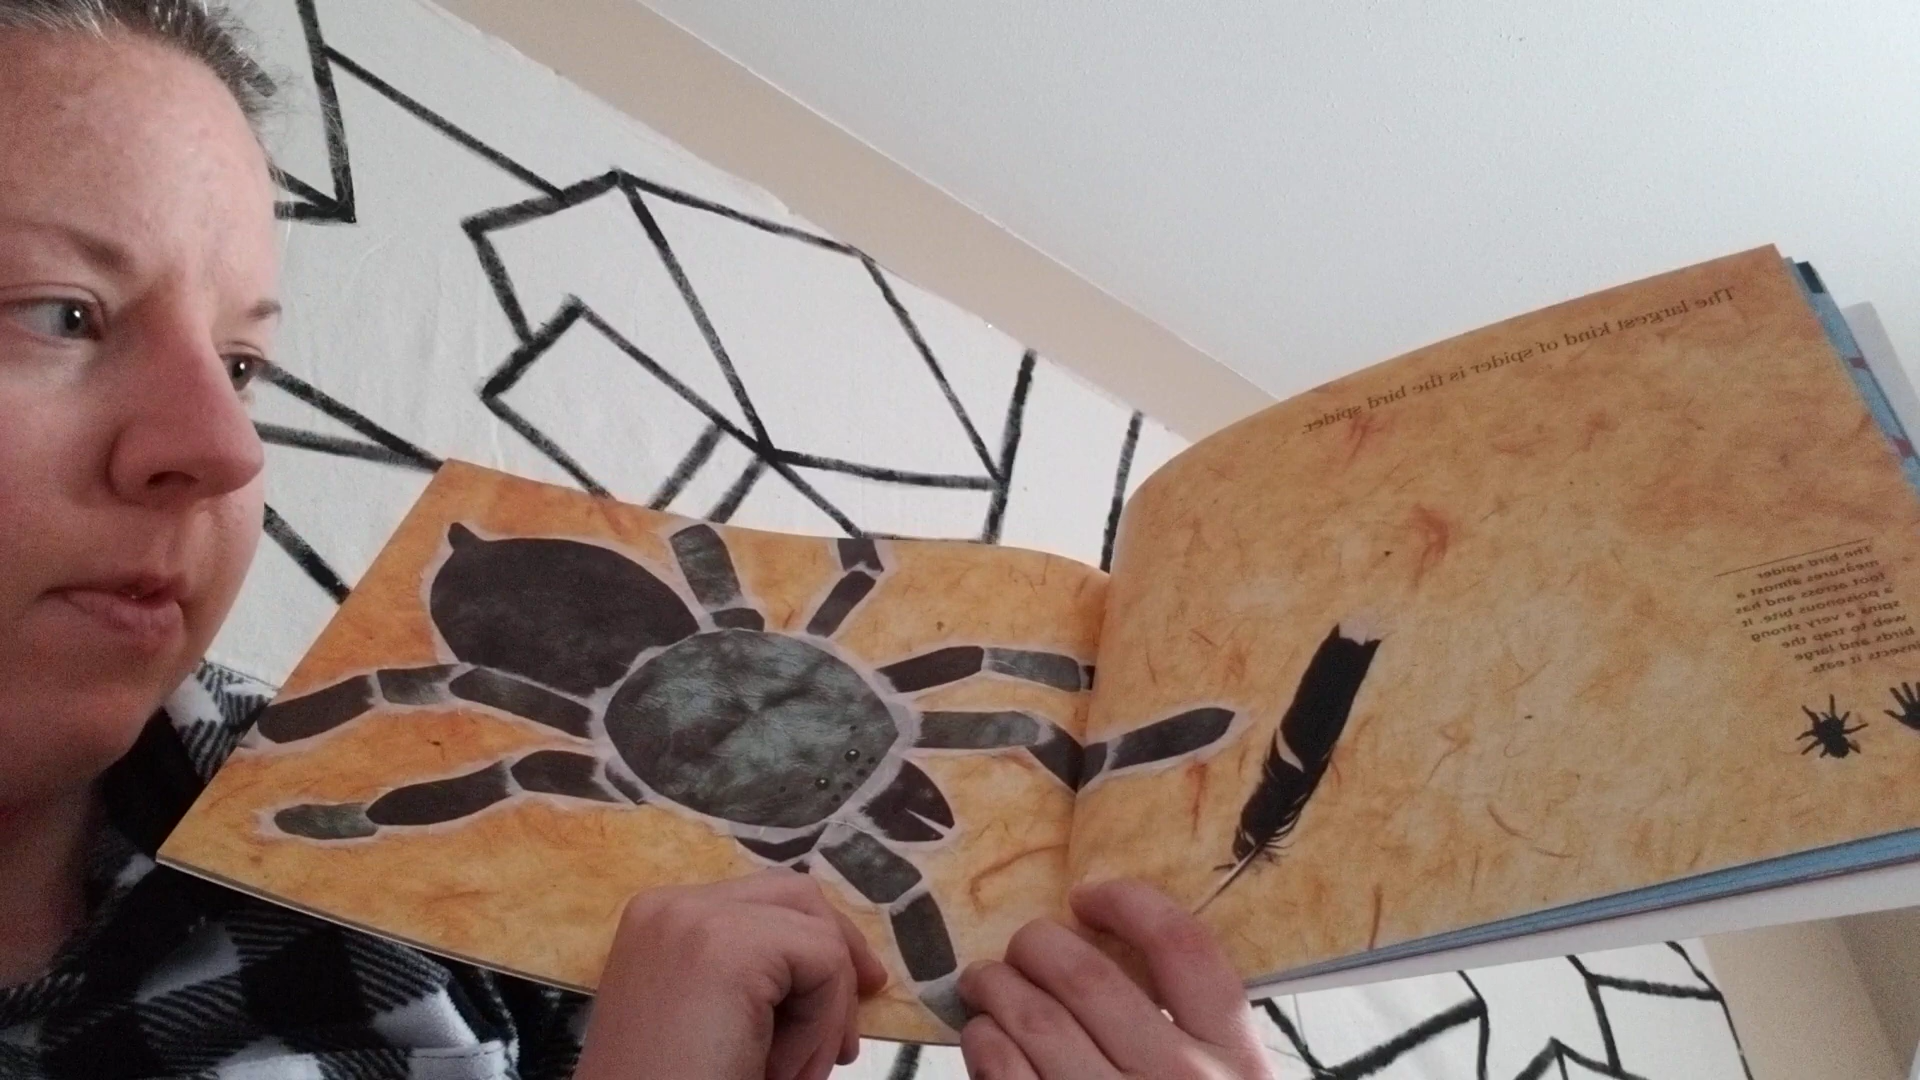 The largest kind of spider is the bird spider.
The bird spider
measures almost a
foot across and has
a poisonous bite. It
spins a very strong
web to trap the
birds and large
insects it eats.